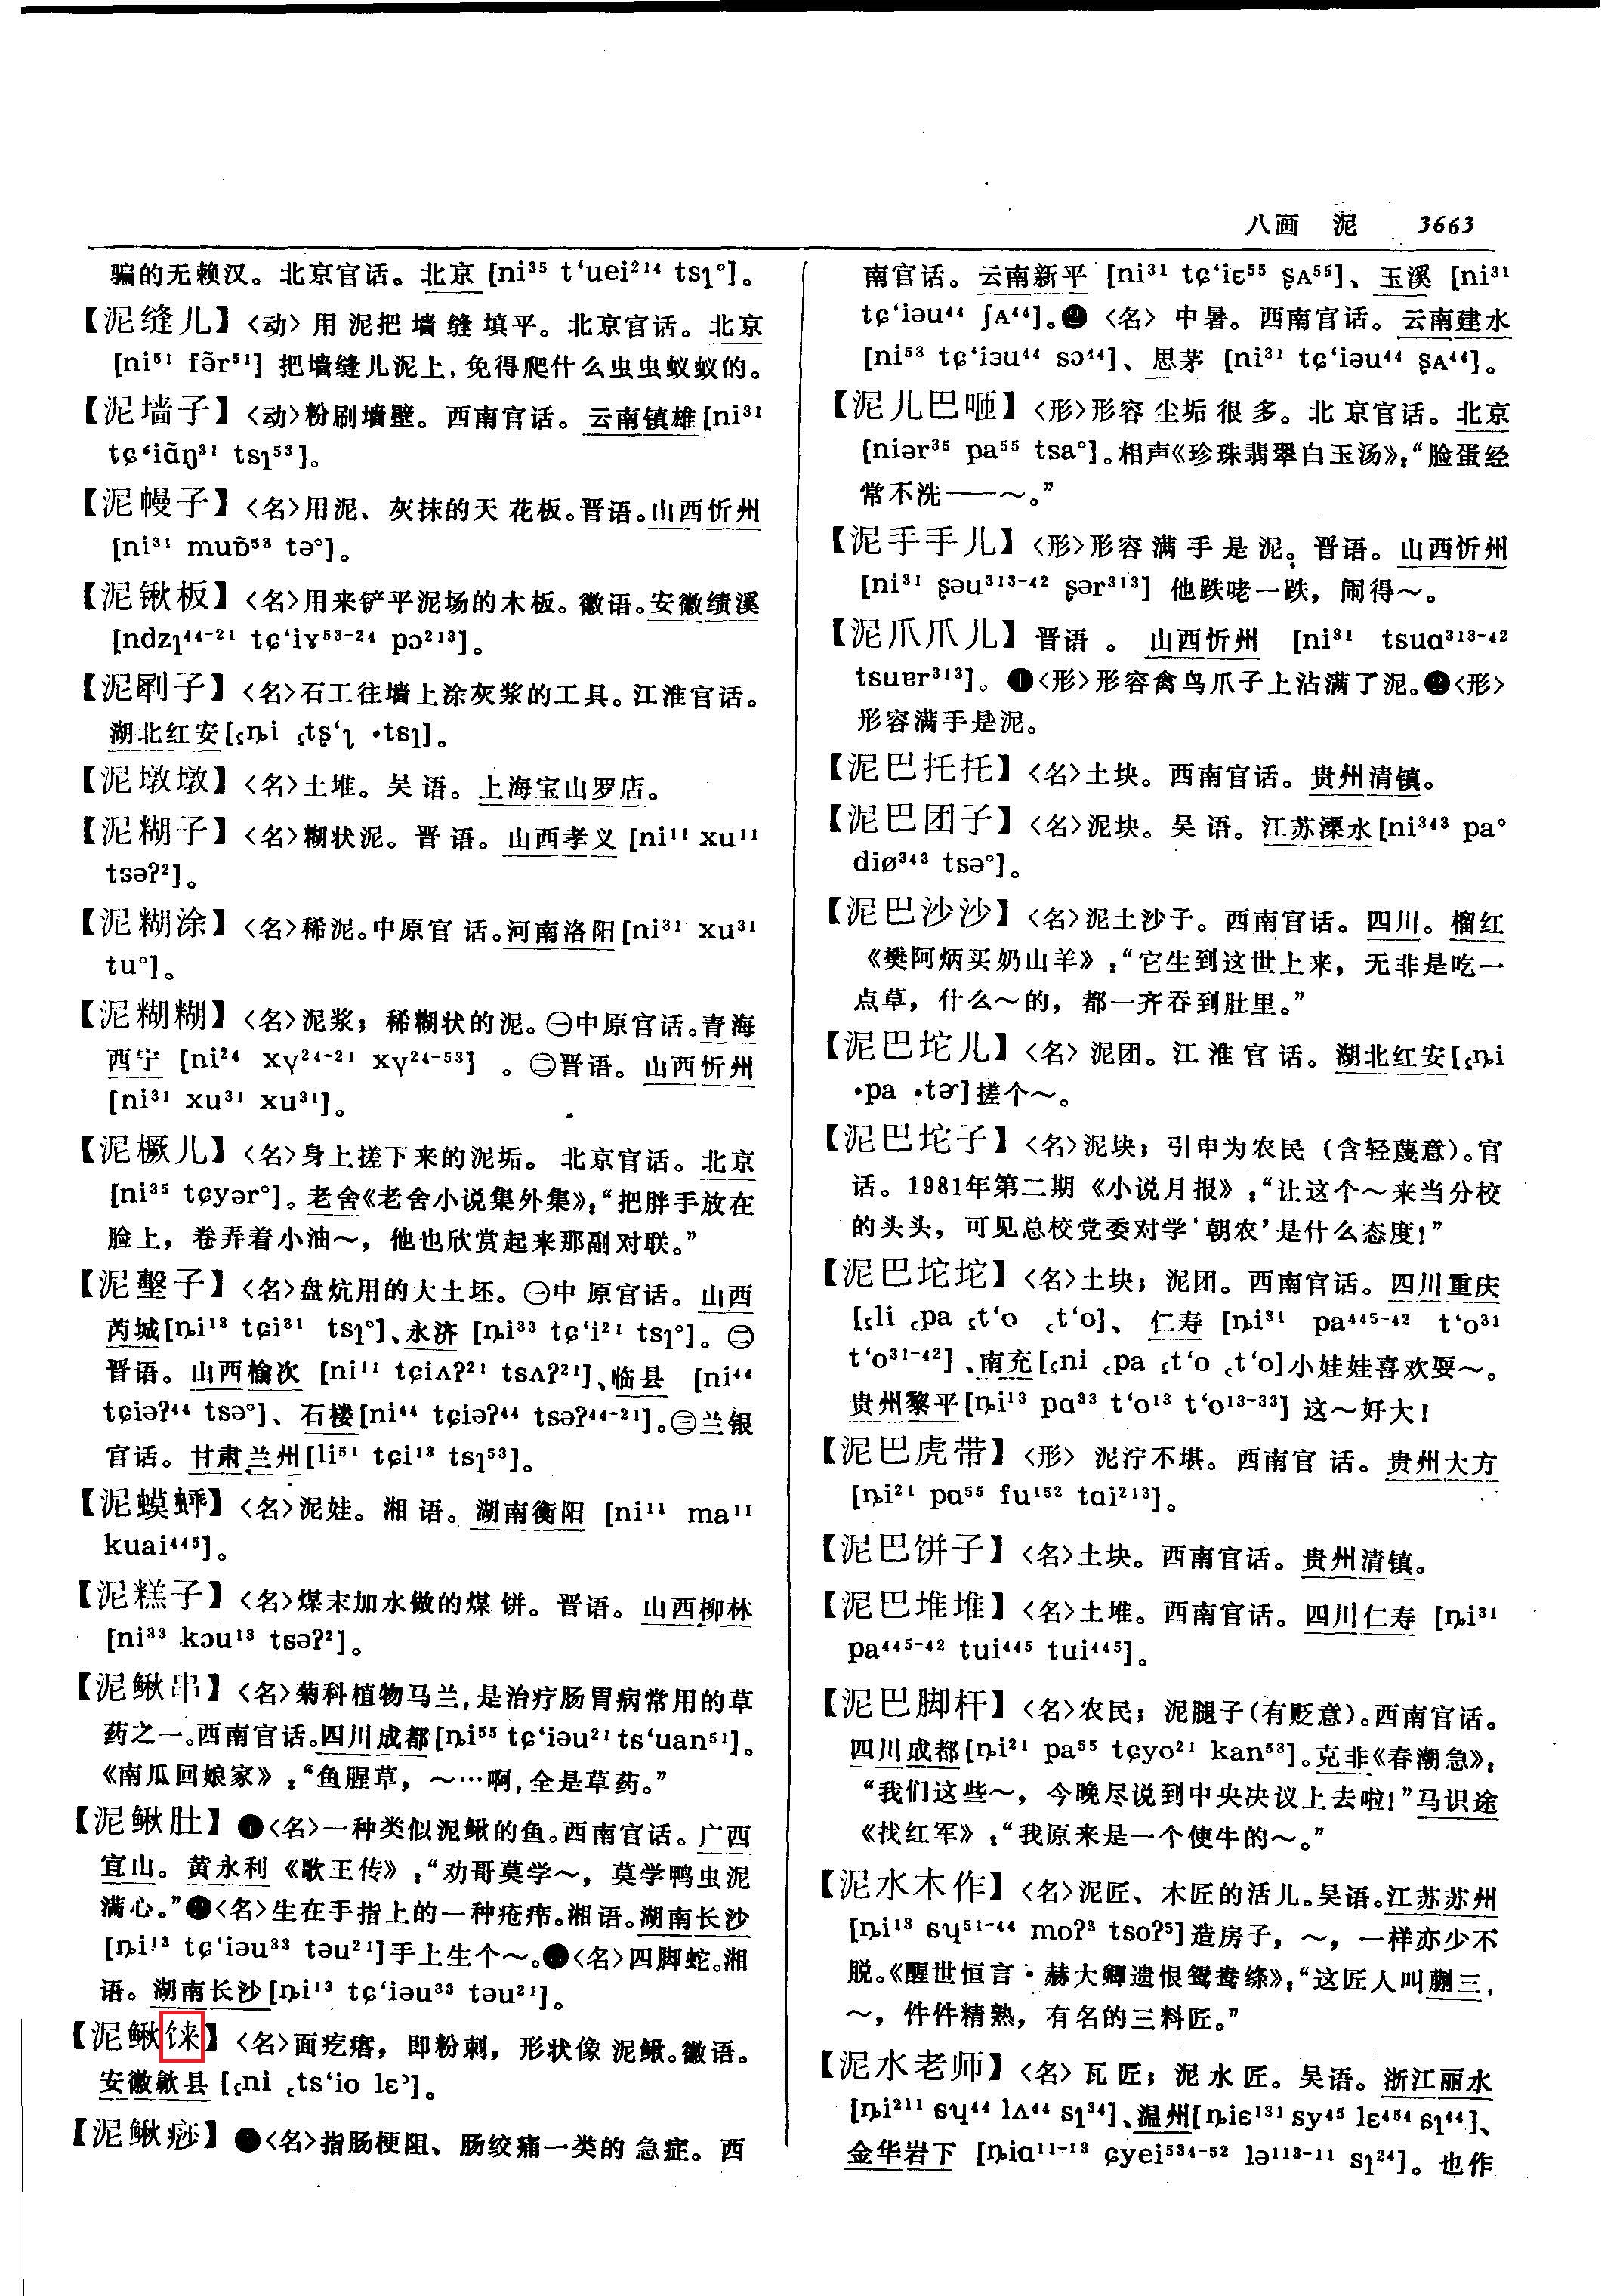 八画 泥 3663
骗的无赖汉。北京官话。北京 [ni³⁵ t‘uei²¹⁴ tsʅ°]。
【泥缝儿】〈动〉用泥把墙缝填平。北京官话。北京
[ni⁵¹ fə̃r⁵¹] 把墙缝儿泥上,免得爬什么虫虫蚁蚁的。
【泥墙子】〈动〉粉刷墙壁。西南官话。云南镇雄[ni³¹
tɕ‘iɑ̃ŋ³¹ tsʅ⁵³]。
【泥幔子】〈名〉用泥、灰抹的天花板。晋语。山西忻州
[ni³¹ muɒ̃⁵³ tə°]。
【泥锹板】〈名〉用来铲平泥场的木板。徽语。安徽绩溪
[ndzʅ⁴⁴⁻²¹ tɕ‘iɤ⁵³⁻²⁴ pɔ²¹³]。
【泥刷子】〈名〉石工往墙上涂灰浆的工具。江淮官话。
湖北红安[꜁ȵi ꜁tʂ‘ʅ ·tsʅ]。
【泥墩墩】〈名〉土堆。吴语。上海宝山罗店。
【泥糊子】〈名〉糊状泥。晋语。山西孝义 [ni¹¹ xu¹¹
tsəʔ²]。
【泥糊涂】〈名〉稀泥。中原官话。河南洛阳[ni³¹ xu³¹
tu°]。
【泥糊糊】〈名〉泥浆；稀糊状的泥。㊀中原官话。青海
西宁 [ni²⁴ xγ²⁴⁻²¹ xγ²⁴⁻⁵³] 。㊁晋语。山西忻州
[ni³¹ xu³¹ xu³¹]。
【泥橛儿】〈名〉身上搓下来的泥垢。北京官话。北京
[ni³⁵ tɕyər°]。老舍《老舍小说集外集》：“把胖手放在
脸上，卷弄着小油～，他也欣赏起来那副对联。”
【泥墼子】〈名〉盘炕用的大土坯。㊀中原官话。山西
芮城[ȵi¹³ tɕi³¹ tsʅ°]、永济 [ȵi³³ tɕ‘i²¹ tsʅ°]。㊁
晋语。山西榆次 [ni¹¹ tɕiʌʔ²¹ tsʌʔ²¹]、临县 [ni⁴⁴
tɕiəʔ⁴⁴ tsə°]、石楼[ni⁴⁴ tɕiəʔ⁴⁴ tsəʔ⁴⁴⁻²¹]。㊂兰银
官话。甘肃兰州[li⁵¹ tɕi¹³ tsʅ⁵³]。
【泥蟆】〈名〉泥娃。湘语。湖南衡阳 [ni¹¹ ma¹¹
kuai⁴⁴⁵]。
【泥糕子】〈名〉煤末加水做的煤饼。晋语。山西柳林
[ni³³ kɔu¹³ tsəʔ²]。
【泥鳅串】〈名〉菊科植物马兰,是治疗肠胃病常用的草
药之一。西南官话。四川成都[ȵi⁵⁵ tɕ‘iəu²¹ ts‘uan⁵¹]。
《南瓜回娘家》：“鱼腥草，～…啊,全是草药。”
【泥鳅肚】❶〈名〉一种类似泥鳅的鱼。西南官话。广西
宜山。黄永利《歌王传》：“劝哥莫学～，莫学鸭虫泥
满心。”❷〈名〉生在手指上的一种疮疖。湘语。湖南长沙
[ȵi¹³ tɕ‘iəu³³ təu²¹]手上生个～。❸〈名〉四脚蛇。湘
语。湖南长沙[ȵi¹³ tɕ‘iəu³³ təu²¹]。
【泥鳅𫗦】〈名〉面疙瘩，即粉刺，形状像泥鳅。徽语。
安徽歙县 [꜁ni ꜀ts‘io lɛ꜄]。
【泥鳅痧】❶〈名〉指肠梗阻、肠绞痛一类的急症。西
南官话。云南新平 [ni³¹ tɕ‘iɛ⁵⁵ ʂᴀ⁵⁵]、玉溪 [ni³¹
tɕ‘iəu⁴⁴ ʃᴀ⁴⁴]。❷〈名〉中暑。西南官话。云南建水
[ni⁵³ tɕ‘iɜu⁴⁴ sɔ⁴⁴]、思茅 [ni³¹ tɕ‘iəu⁴⁴ ʂᴀ⁴⁴]。
【泥儿巴咂】〈形〉形容尘垢很多。北京官话。北京
[niər³⁵ pa⁵⁵ tsa°]。相声《珍珠翡翠白玉汤》：“脸蛋经
常不洗——～。”
【泥手手儿】〈形〉形容满手是泥。晋语。山西忻州
[ni³¹ ʂəu³¹³⁻⁴² ʂər³¹³] 他跌咾一跌，闹得～。
【泥爪爪儿】晋语。山西忻州 [ni³¹ tsuɑ³¹³⁻⁴²
tsuɐr³¹³]。❶〈形〉形容禽鸟爪子上沾满了泥。❷〈形〉
形容满手是泥。
【泥巴托托】〈名〉土块。西南官话。贵州清镇。
【泥巴团子】〈名〉泥块。吴语。江苏溧水[ni³⁴³ pa°
diø³⁴³ tsə°]。
【泥巴沙沙】〈名〉泥土沙子。西南官话。四川。榴红
《樊阿炳买奶山羊》：“它生到这世上来，无非是吃一
点草，什么～的，都一齐吞到肚里。”
【泥巴坨儿】〈名〉泥团。江淮官话。湖北红安[꜁ȵi
·pa ·tɚ]搓个～。
【泥巴坨子】〈名〉泥块；引申为农民（含轻蔑意）。官
话。1981年第二期《小说月报》：“让这个～来当分校
的头头，可见总校党委对学‘朝农’是什么态度！”
【泥巴坨坨】〈名〉土块；泥团。西南官话。四川重庆
[꜁li ꜀pa ꜁t‘o ꜀t‘o]、仁寿 [ȵi³¹ pa⁴⁴⁵⁻⁴² t‘o³¹
t‘o³¹⁻⁴²]、南充[꜁ni ꜀pa ꜁t‘o ꜀t‘o]小娃娃喜欢耍～。
贵州黎平[ȵi¹³ pɑ³³ t‘o¹³ t‘o¹³⁻³³] 这～好大！
【泥巴虎带】〈形〉泥泞不堪。西南官话。贵州大方
[ȵi²¹ pɑ⁵⁵ fu¹⁵² tɑi²¹³]。
【泥巴饼子】〈名〉土块。西南官话。贵州清镇。
【泥巴堆堆】〈名〉土堆。西南官话。四川仁寿 [ȵi³¹
pa⁴⁴⁵⁻⁴² tui⁴⁴⁵ tui⁴⁴⁵]。
【泥巴脚杆】〈名〉农民；泥腿子（有贬意）。西南官话。
四川成都[ȵi²¹ pa⁵⁵ tɕyo²¹ kan⁵³]。克非《春潮急》：
“我们这些～，今晚尽说到中央决议上去啦！”马识途
《找红军》：“我原来是一个使牛的～。”
【泥水木作】〈名〉泥匠、木匠的活儿。吴语。江苏苏州
[ȵi¹³ sɥ⁵¹⁻⁴⁴ moʔ³ tsoʔ⁵]造房子，～，一样亦少不
脱。《醒世恒言·赫大卿遗恨鸳鸯绦》：“这匠人叫蒯三，
～，件件精熟，有名的三料匠。”
【泥水老师】〈名〉瓦匠；泥水匠。吴语。浙江丽水
[ȵi²¹¹ sɥ⁴⁴ lʌ⁴⁴ sʅ³⁴]、温州[ȵiɛ¹³¹ sy⁴⁵ lɛ⁴⁵⁴ sʅ⁴⁴]、
金华岩下 [ȵiɑ¹¹⁻¹³ ɕyei⁵³⁴⁻⁵² lə¹¹³⁻¹¹ sʅ²⁴]。也作